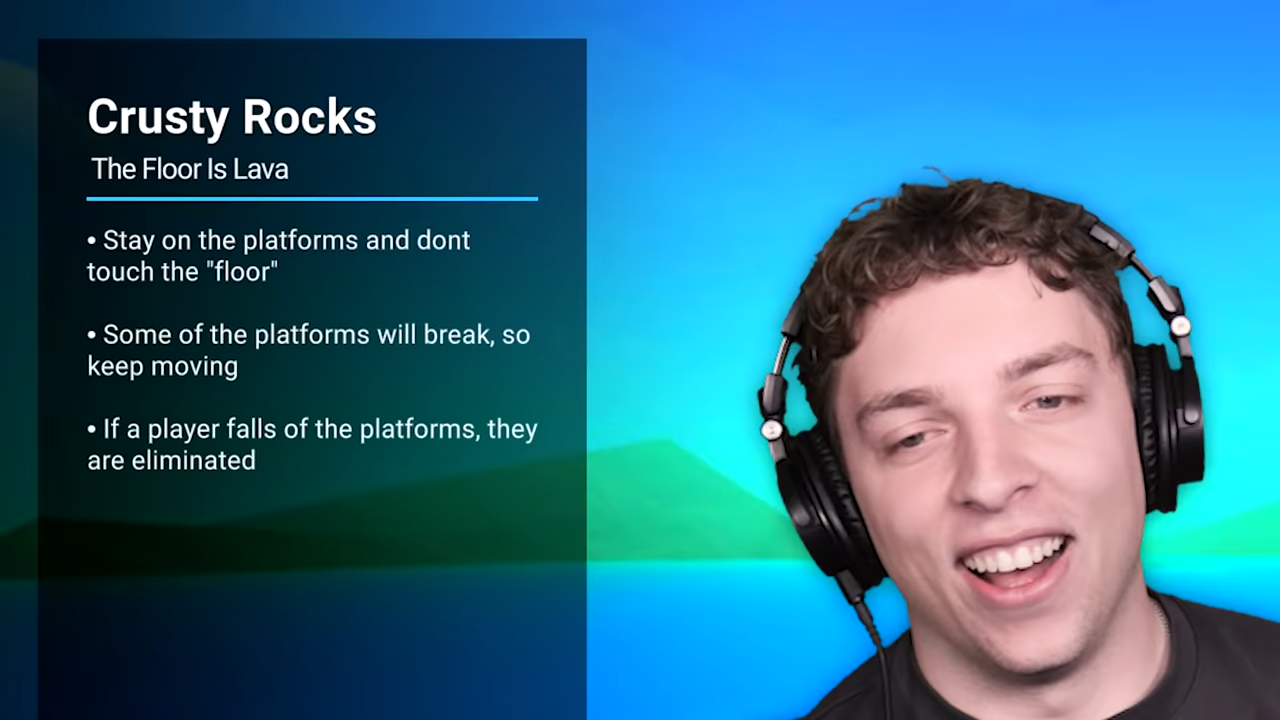 Crusty Rocks
The Floor Is Lava
• Stay on the platforms and dont
touch the "floor"
• Some of the platforms will break, so
keep moving
• If a player falls of the platforms, they
are eliminated